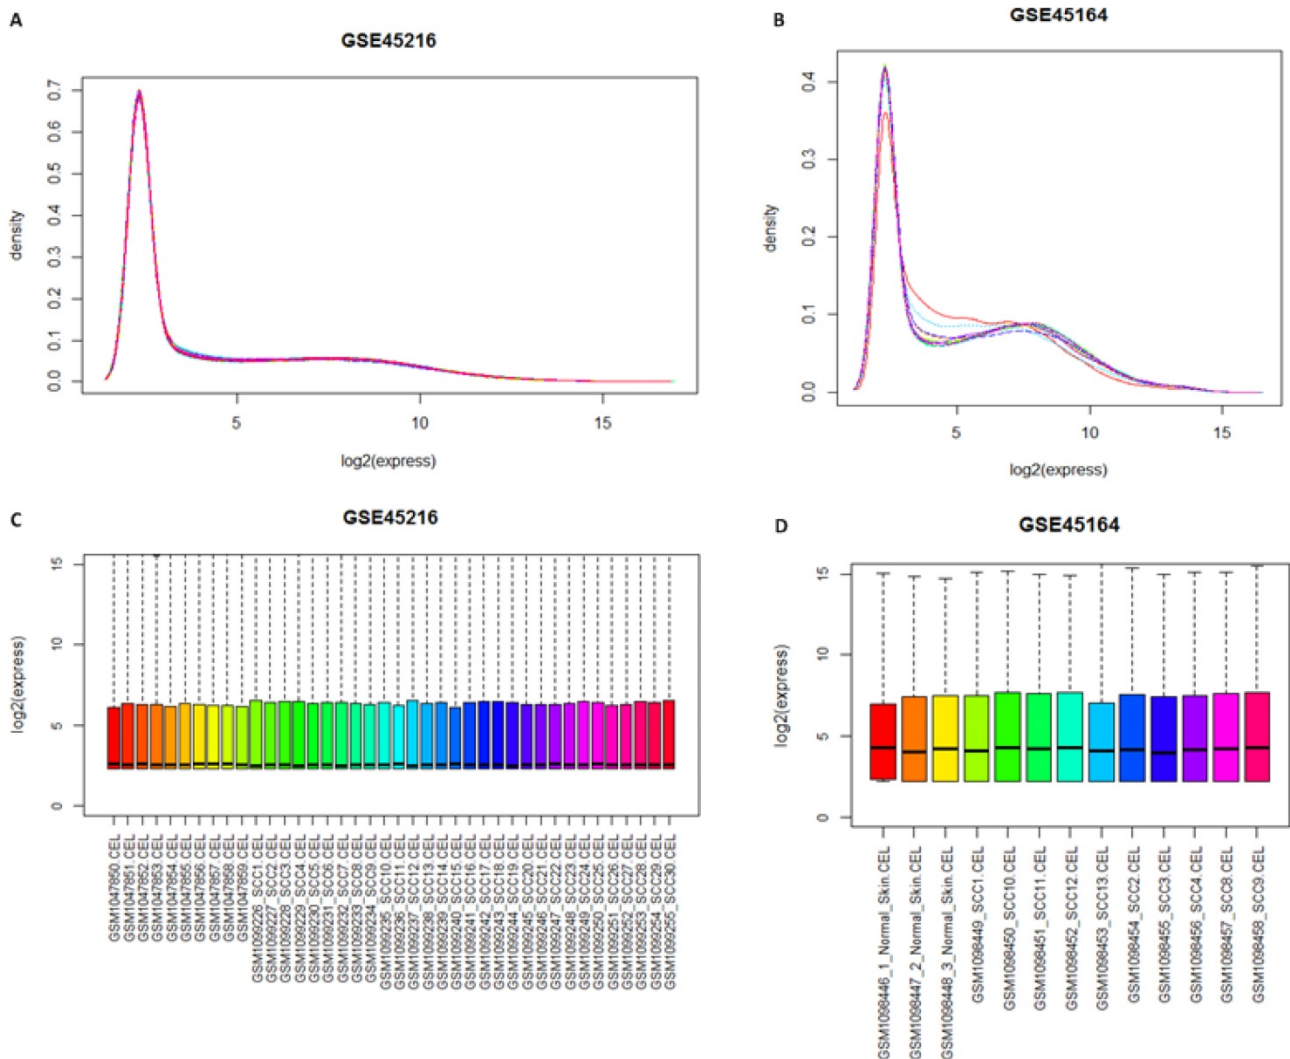 A
GSE45216
density
0.7
0.6
0.5
0.4
0.3
0.2
0.1
0.0
5
10
15
log2(express)
B
GSE45164
density
0.4
0.3
0.2
0.1
0.0
5
10
15
log2(express)
C
GSE45216
log2(express)
15
10
5
0
GSM1047850.CEL
GSM1047851.CEL
GSM1047852.CEL
GSM1047853.CEL
GSM1047854.CEL
GSM1047855.CEL
GSM1047856.CEL
GSM1047857.CEL
GSM1047858.CEL
GSM1047859.CEL
GSM1099226_SCC1.CEL
GSM1099227_SCC2.CEL
GSM1099228_SCC3.CEL
GSM1099229_SCC4.CEL
GSM1099230_SCC5.CEL
GSM1099231_SCC6.CEL
GSM1099232_SCC7.CEL
GSM1099233_SCC8.CEL
GSM1099234_SCC9.CEL
GSM1099235_SCC10.CEL
GSM1099236_SCC11.CEL
GSM1099237_SCC12.CEL
GSM1099238_SCC13.CEL
GSM1099239_SCC14.CEL
GSM1099240_SCC15.CEL
GSM1099241_SCC16.CEL
GSM1099242_SCC17.CEL
GSM1099243_SCC18.CEL
GSM1099244_SCC19.CEL
GSM1099245_SCC20.CEL
GSM1099246_SCC21.CEL
GSM1099247_SCC22.CEL
GSM1099248_SCC23.CEL
GSM1099249_SCC24.CEL
GSM1099250_SCC25.CEL
GSM1099251_SCC26.CEL
GSM1099252_SCC27.CEL
GSM1099253_SCC28.CEL
GSM1099254_SCC29.CEL
GSM1099255_SCC30.CEL
D
GSE45164
log2(express)
15
10
5
0
GSM1098446_1_Normal_Skin.CEL
GSM1098447_2_Normal_Skin.CEL
GSM1098448_3_Normal_Skin.CEL
GSM1098449_SCC1.CEL
GSM1098450_SCC10.CEL
GSM1098451_SCC11.CEL
GSM1098452_SCC12.CEL
GSM1098453_SCC13.CEL
GSM1098454_SCC2.CEL
GSM1098455_SCC3.CEL
GSM1098456_SCC4.CEL
GSM1098457_SCC8.CEL
GSM1098458_SCC9.CEL